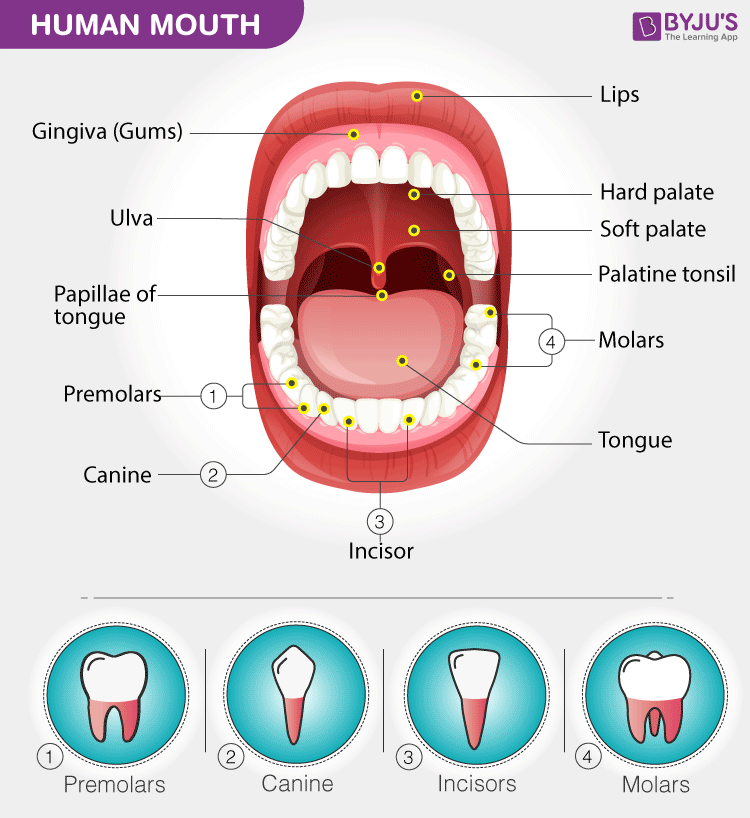 HUMAN MOUTH
BYJU'S
The Learning App
Lips
Gingiva (Gums)
Hard palate
Ulva
Soft palate
Palatine tonsil
Papillae of
tongue
4
Molars
Premolars
1
Tongue
Canine
2
3
Incisor
1
Premolars
2
Canine
3
Incisors
4
Molars